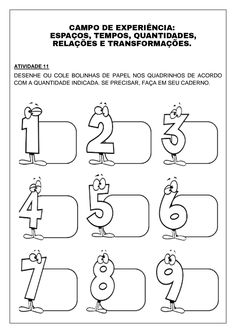 CAMPO DE EXPERIÊNCIA:
ESPAÇOS, TEMPOS, QUANTIDADES,
RELAÇÕES E TRANSFORMAÇÕES.
ATIVIDADE 11
DESENHE OU COLE BOLINHAS DE PAPEL NOS QUADRINHOS DE ACORDO
COM A QUANTIDADE INDICADA. SE PRECISAR, FAÇA EM SEU CADERNO.
1 2 3
4 5 6
7 8 9